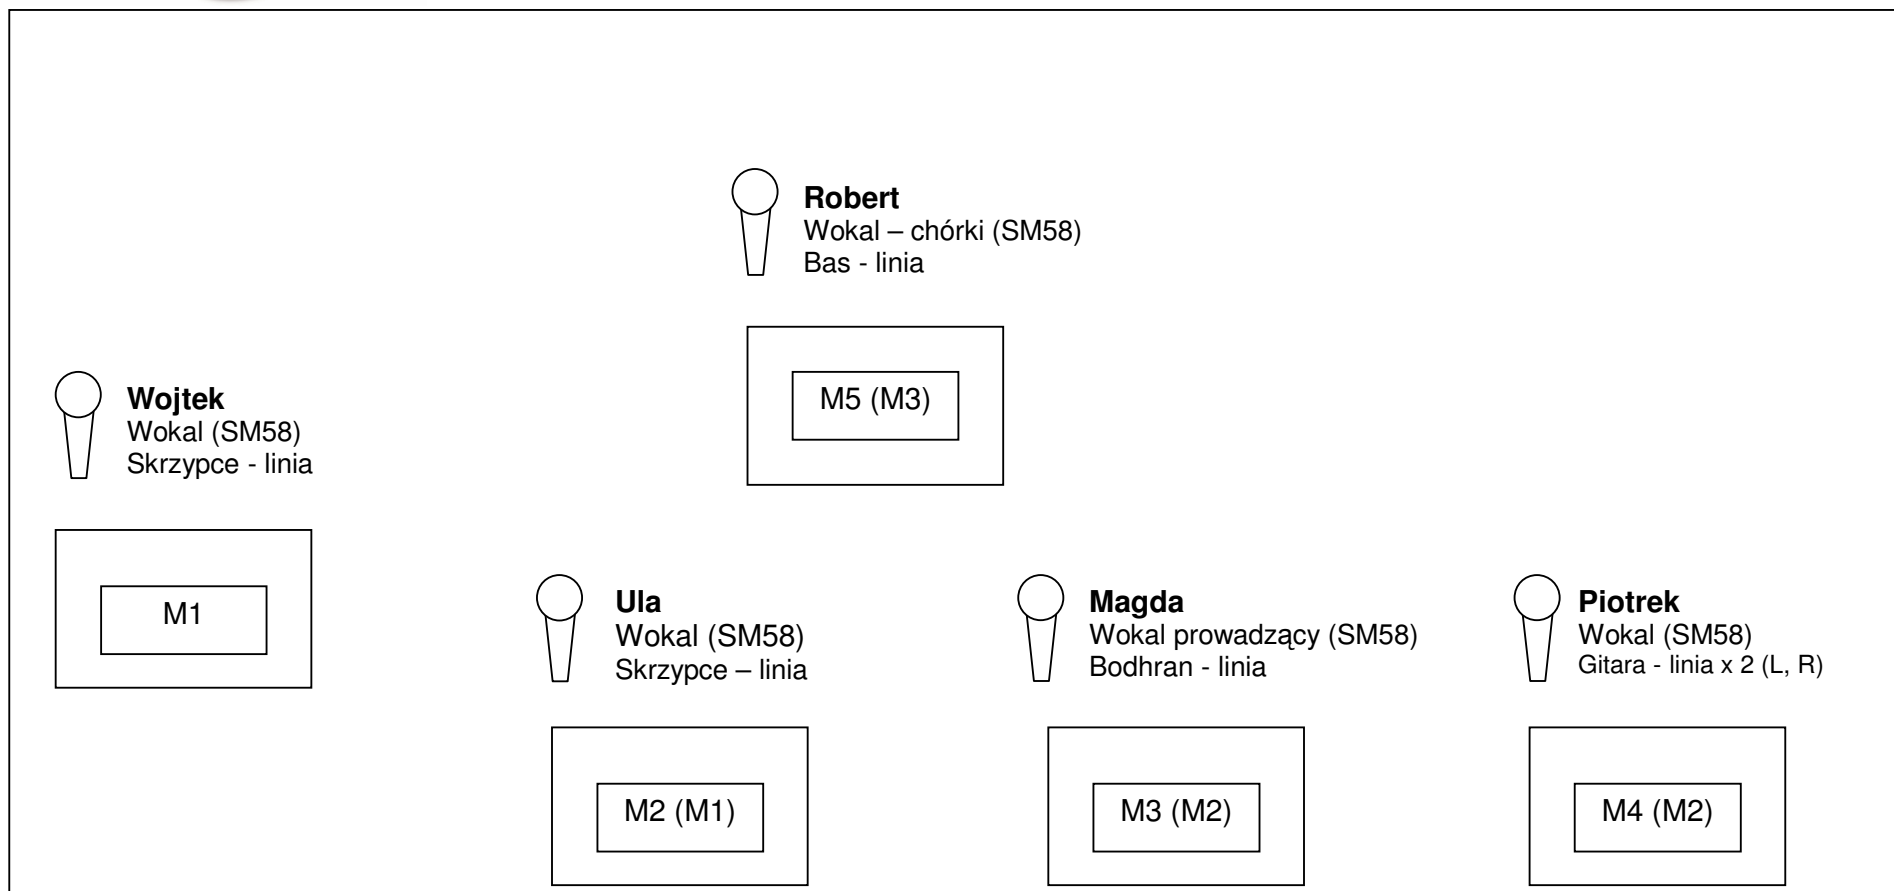 Robert
Wokal – chórki (SM58)
Bas - linia
M5 (M3)
Wojtek
Wokal (SM58)
Skrzypce - linia
M1
Ula
Wokal (SM58)
Skrzypce – linia
M2 (M1)
Magda
Wokal prowadzący (SM58)
Bodhran - linia
M3 (M2)
Piotrek
Wokal (SM58)
Gitara - linia x 2 (L, R)
M4 (M2)